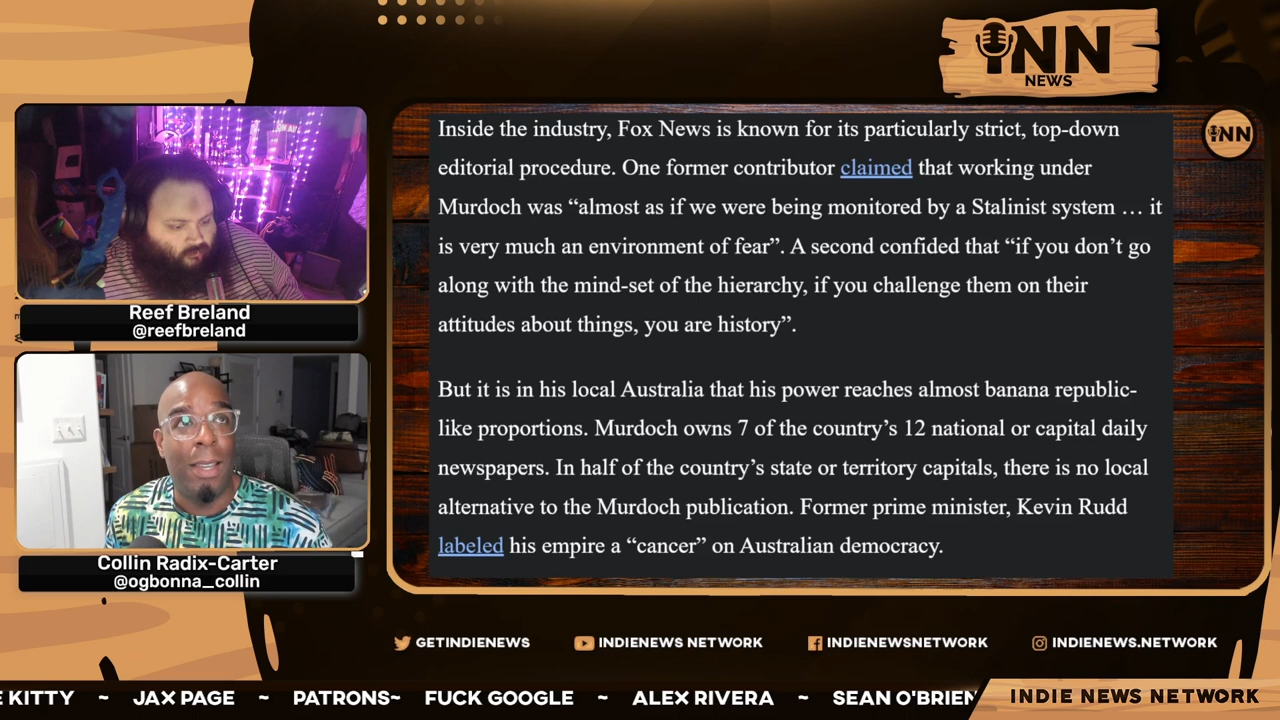 INN
NEWS
INN
Inside the industry, Fox News is known for its particularly strict, top-down
editorial procedure. One former contributor claimed that working under
Murdoch was “almost as if we were being monitored by a Stalinist system … it
is very much an environment of fear”. A second confided that “if you don’t go
along with the mind-set of the hierarchy, if you challenge them on their
attitudes about things, you are history”.
But it is in his local Australia that his power reaches almost banana republic-
like proportions. Murdoch owns 7 of the country’s 12 national or capital daily
newspapers. In half of the country’s state or territory capitals, there is no local
alternative to the Murdoch publication. Former prime minister, Kevin Rudd
labeled his empire a “cancer” on Australian democracy.
Reef Breland
@reefbreland
Collin Radix-Carter
@ogbonna_collin
GETINDIENEWS
INDIENEWS NETWORK
INDIENEWSNETWORK
INDIENEWS.NETWORK
E KITTY ~ JAX PAGE ~ PATRONS~ FUCK GOOGLE ~ ALEX RIVERA ~ SEAN O'BRIEN
INDIE NEWS NETWORK